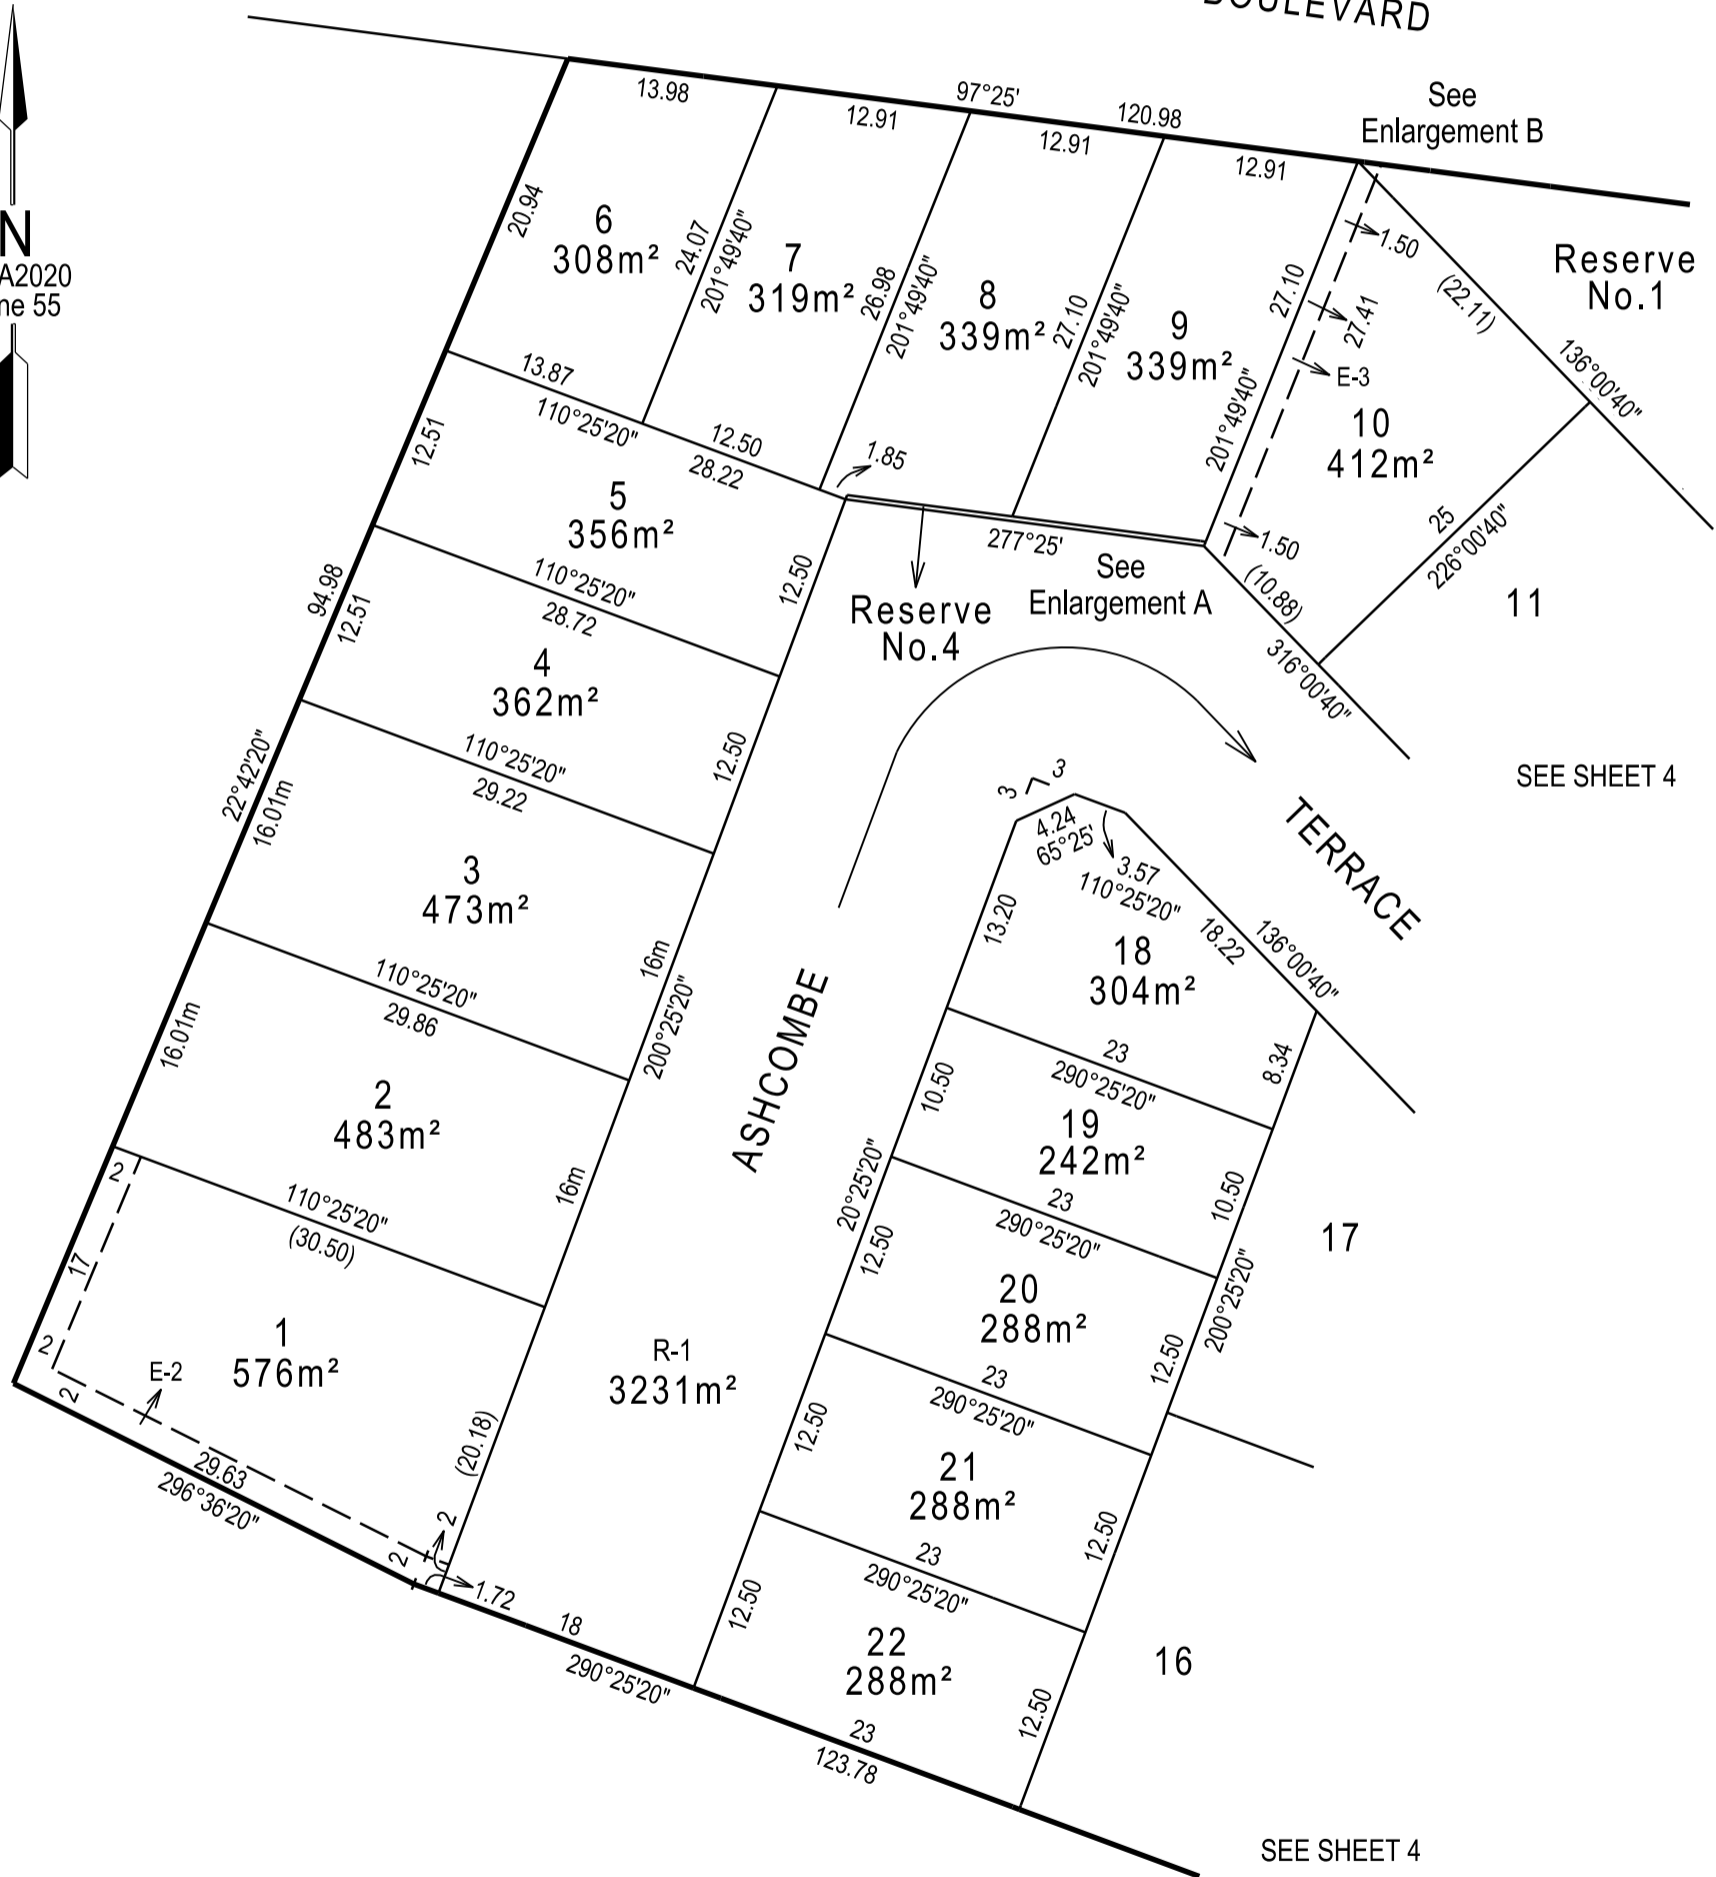 BOULEVARD
See
Enlargement B
N
A2020
ne 55
13.98
12.91
97°25'
12.91
120.98
12.91
20.94
6
308m²
24.07
201°49'40"
7
319m²
26.98
201°49'40"
8
339m²
27.10
201°49'40"
9
339m²
27.10
201°49'40"
1.50
27.41
E-3
(22.11)
Reserve
No.1
136°00'40"
10
412m²
25
226°00'40"
11
13.87
110°25'20"
12.50
28.22
1.85
12.51
5
356m²
12.50
277°25'
See
Enlargement A
Reserve
No.4
1.50
(10.88)
316°00'40"
SEE SHEET 4
94.98
12.51
110°25'20"
28.72
4
362m²
12.50
22°42'20"
16.01m
110°25'20"
29.22
3
473m²
16m
200°25'20"
3
3
4.24
65°25'
3.57
110°25'20"
TERRACE
13.20
18
304m²
18.22
136°00'40"
16.01m
110°25'20"
29.86
2
483m²
16m
ASHCOMBE
8.34
23
290°25'20"
10.50
19
242m²
10.50
23
290°25'20"
20°25'20"
12.50
17
20
288m²
200°25'20"
12.50
2
110°25'20"
(30.50)
17
1
576m²
2
2
E-2
R-1
3231m²
23
290°25'20"
12.50
21
288m²
12.50
(20.18)
29.63
296°36'20"
2
2
1.72
18
290°25'20"
23
290°25'20"
12.50
22
288m²
12.50
16
23
123.78
SEE SHEET 4